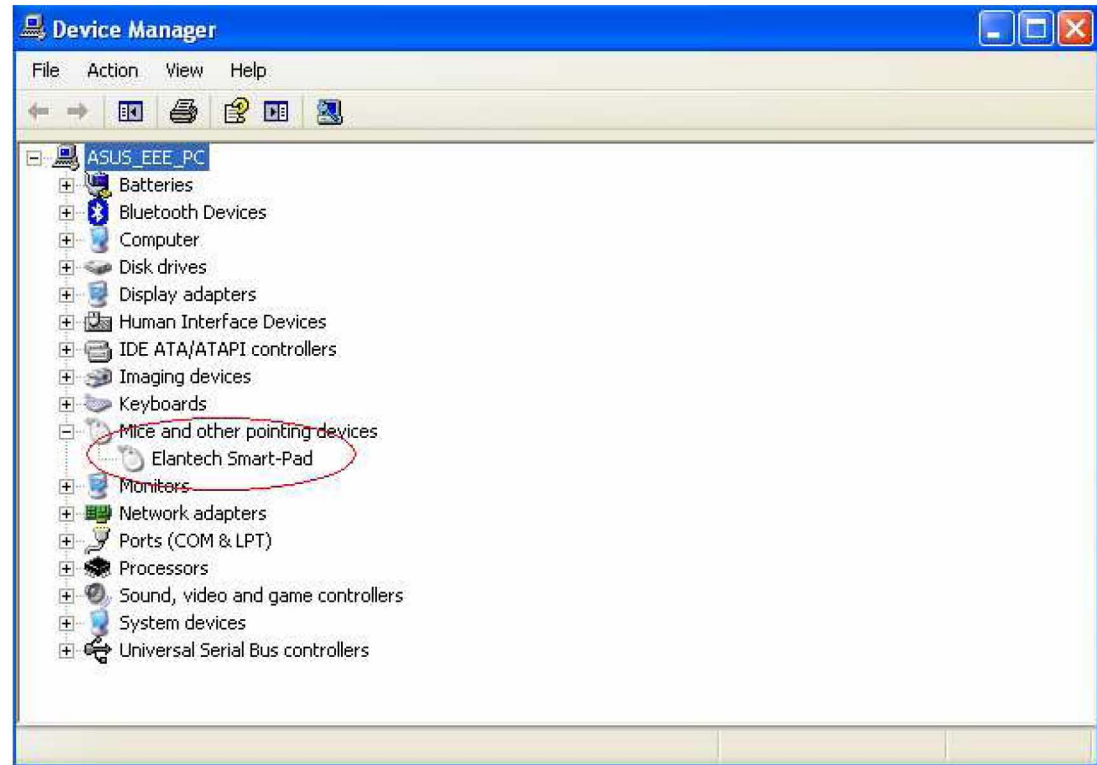 Device Manager
File Action View Help
ASUS_EEE_PC
Batteries
Bluetooth Devices
Computer
Disk drives
Display adapters
Human Interface Devices
IDE ATA/ATAPI controllers
Imaging devices
Keyboards
Mice and other pointing devices
Elantech Smart-Pad
Monitors
Network adapters
Ports (COM & LPT)
Processors
Sound, video and game controllers
System devices
Universal Serial Bus controllers